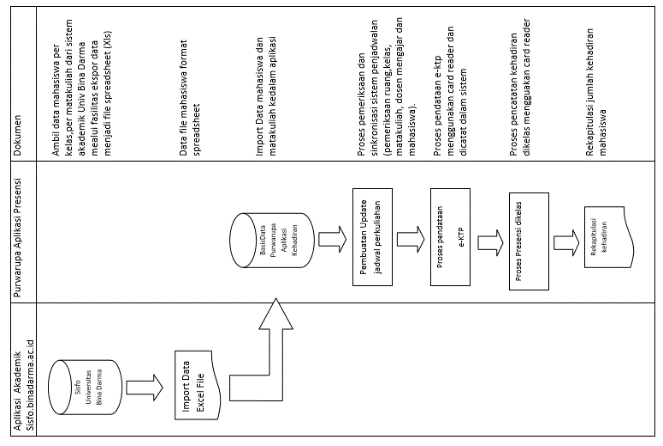 Aplikasi Akademik
Sisfo.binadarma.ac.id
Purwarupa Aplikasi Presensi
Dokumen
Sisfo
Universitas
Bina Darma
Ambil data mahasiswa per
kelas,per matakuliah dari sistem
akademik Univ Bina Darma
melui fasilitas ekspor data
menjadi file spreadsheet (Xls)
Import Data
Excel File
Data file mahasiswa format
spreadsheet
BasisData
Purwarupa
Aplikasi
Kehadiran
Import Data mahasiswa dan
matakuliah kedalam aplikasi
Pembuatan Update
jadwal perkuliahan
Proses pemeriksaan dan
sinkronisasi sistem penjadwalan
(pemeriksaan ruang,kelas,
matakuliah, dosen mengajar dan
mahasiswa).
Proses pendataan
e-KTP
Proses pendataan e-ktp
menggunakan card reader dan
dicatat dalam sistem
Proses Presensi dikelas
Proses pencatatan kehadiran
dikelas mengguakan card reader
Rekapitulasi
kehadiran
Rekapitulasi jumlah kehadiran
mahasiswa